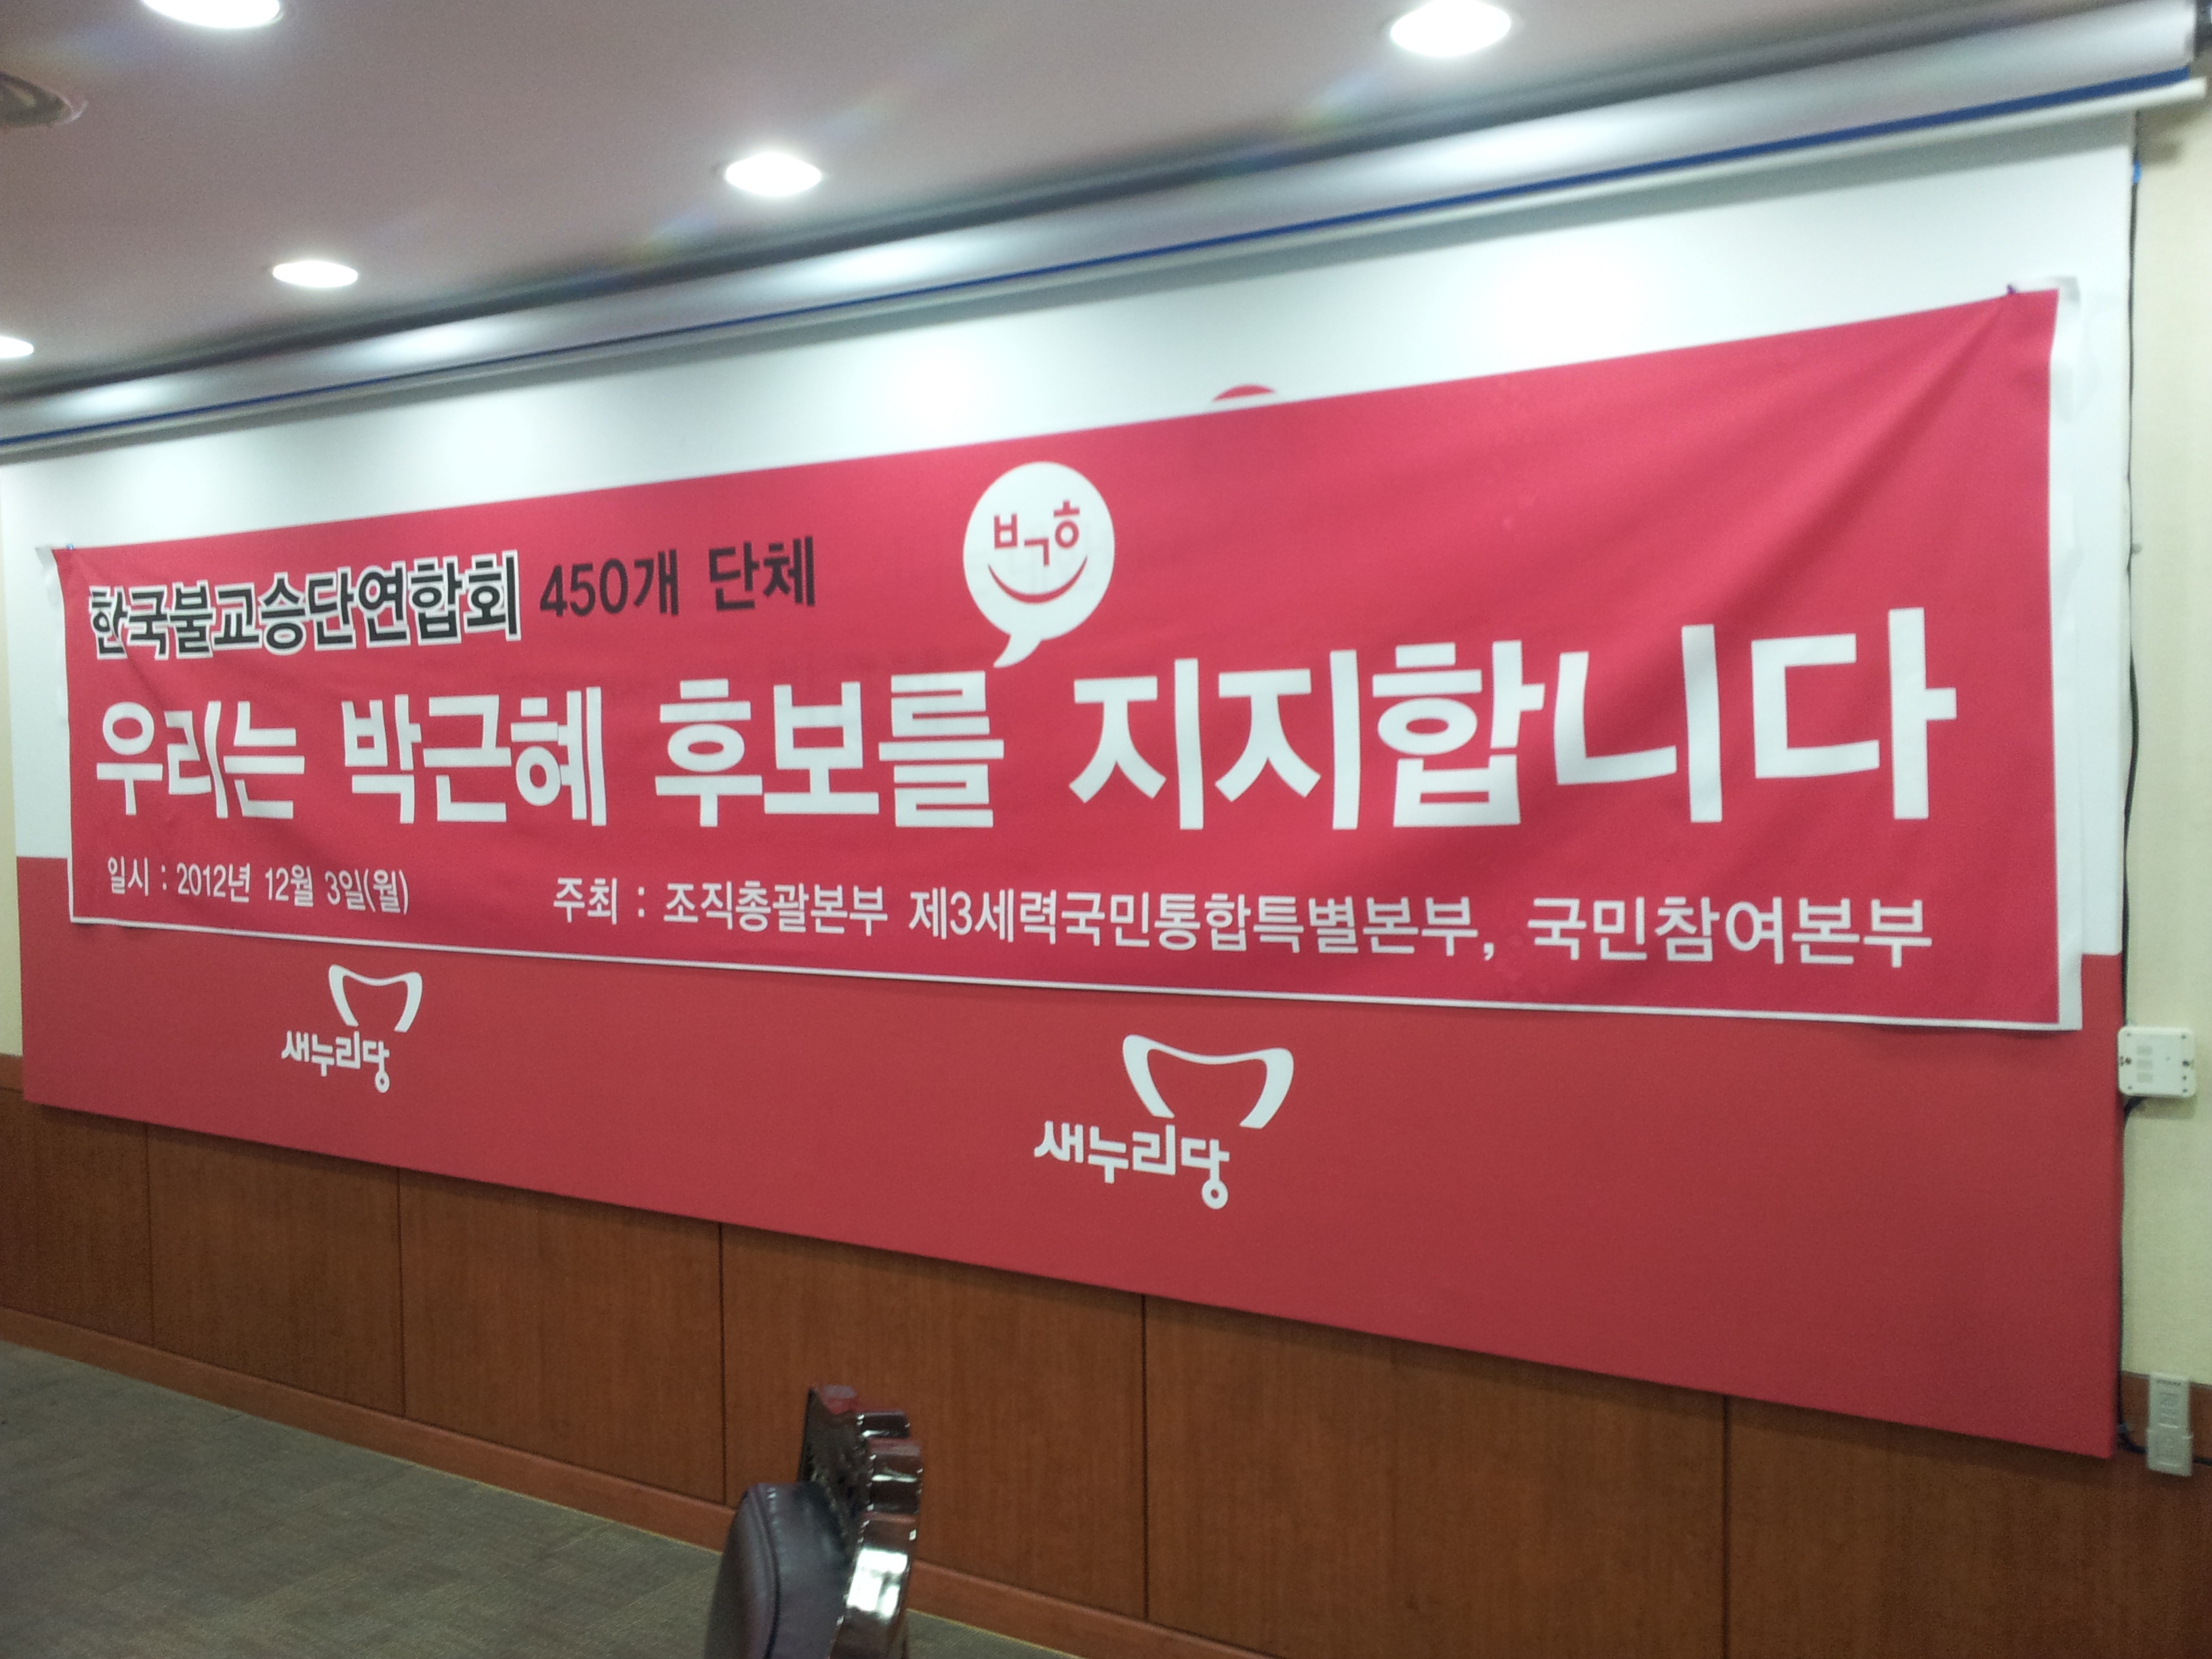 한국불교승단연합회 450개 단체
ㅂㄱㅎ
우리는 박근혜 후보를 지지합니다
일시 : 2012년 12월 3일(월)
주최 : 조직총괄본부 제3세력국민통합특별본부, 국민참여본부
새누리당
새누리당